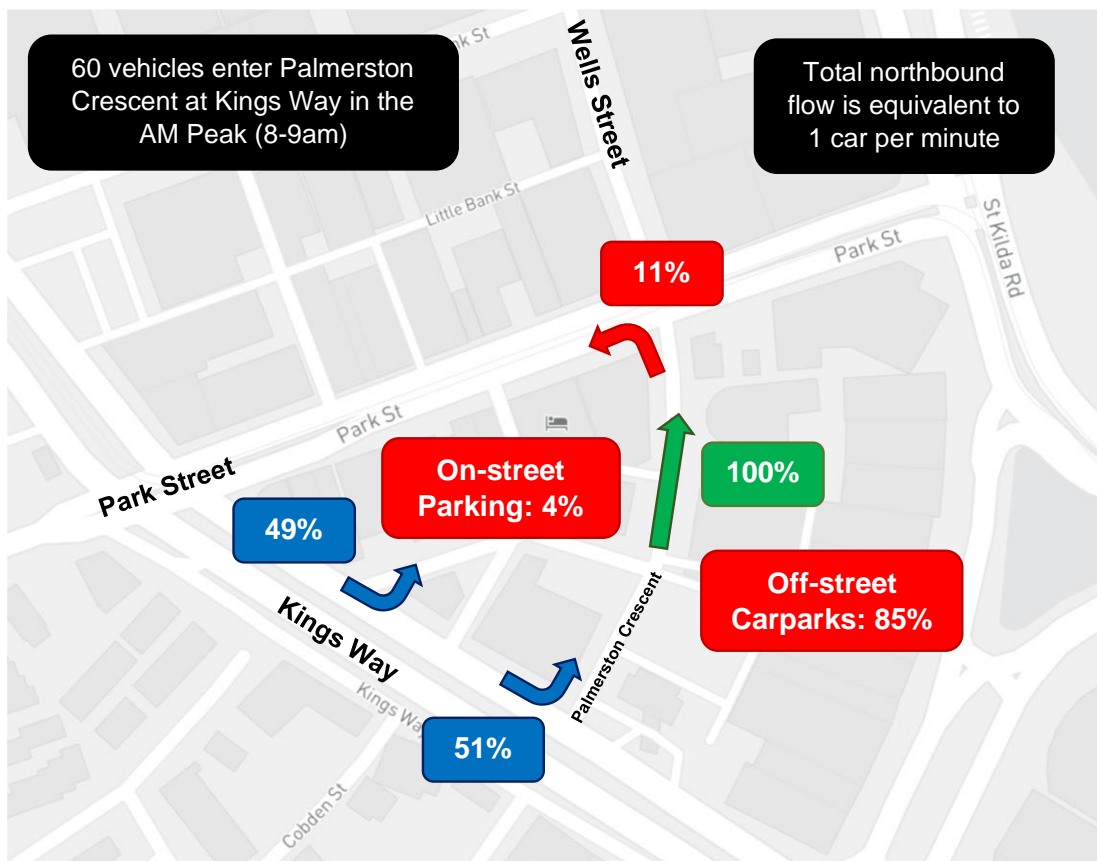 60 vehicles enter Palmerston
Crescent at Kings Way in the
AM Peak (8-9am)
Total northbound
flow is equivalent to
1 car per minute
Wells Street
Little Bank St
St Kilda Rd
Park St
11%
Park St
On-street
Parking: 4%
100%
Park Street
49%
Off-street
Carparks: 85%
Kings Way
Palmerston Crescent
Kings Way
51%
Cobden St